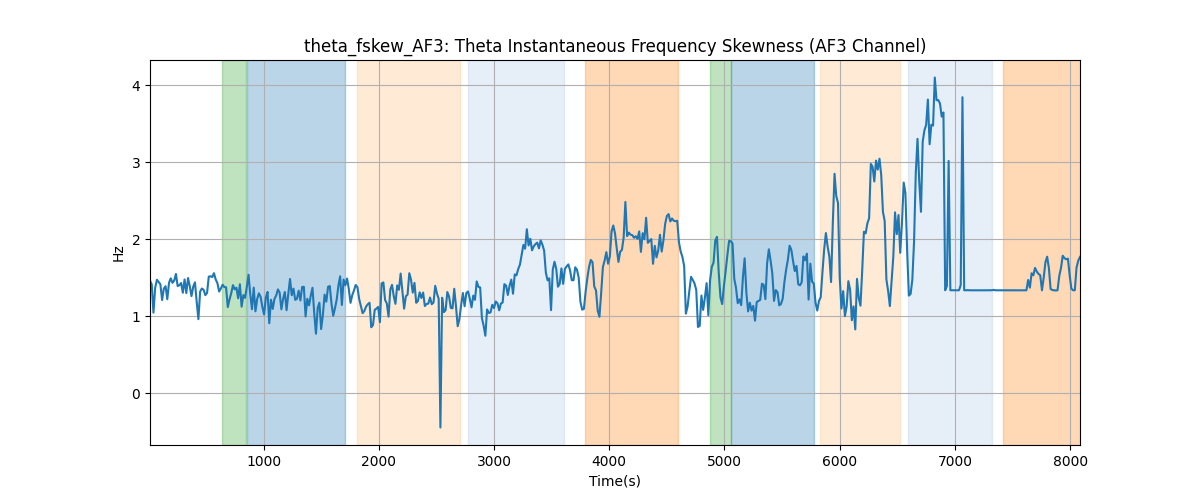 theta_fskew_AF3: Theta Instantaneous Frequency Skewness (AF3 Channel)
4
3
2
1
0
Hz
1000 2000 3000 4000 5000 6000 7000 8000
Time(s)